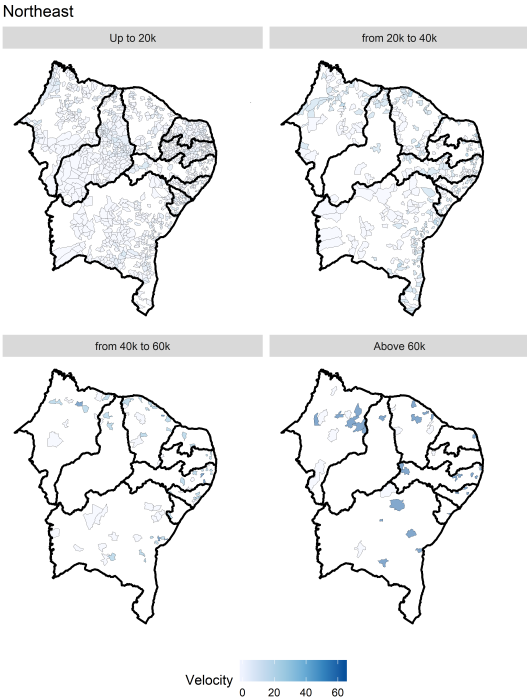 Northeast
Up to 20k
from 20k to 40k
from 40k to 60k
Above 60k
Velocity
0 20 40 60